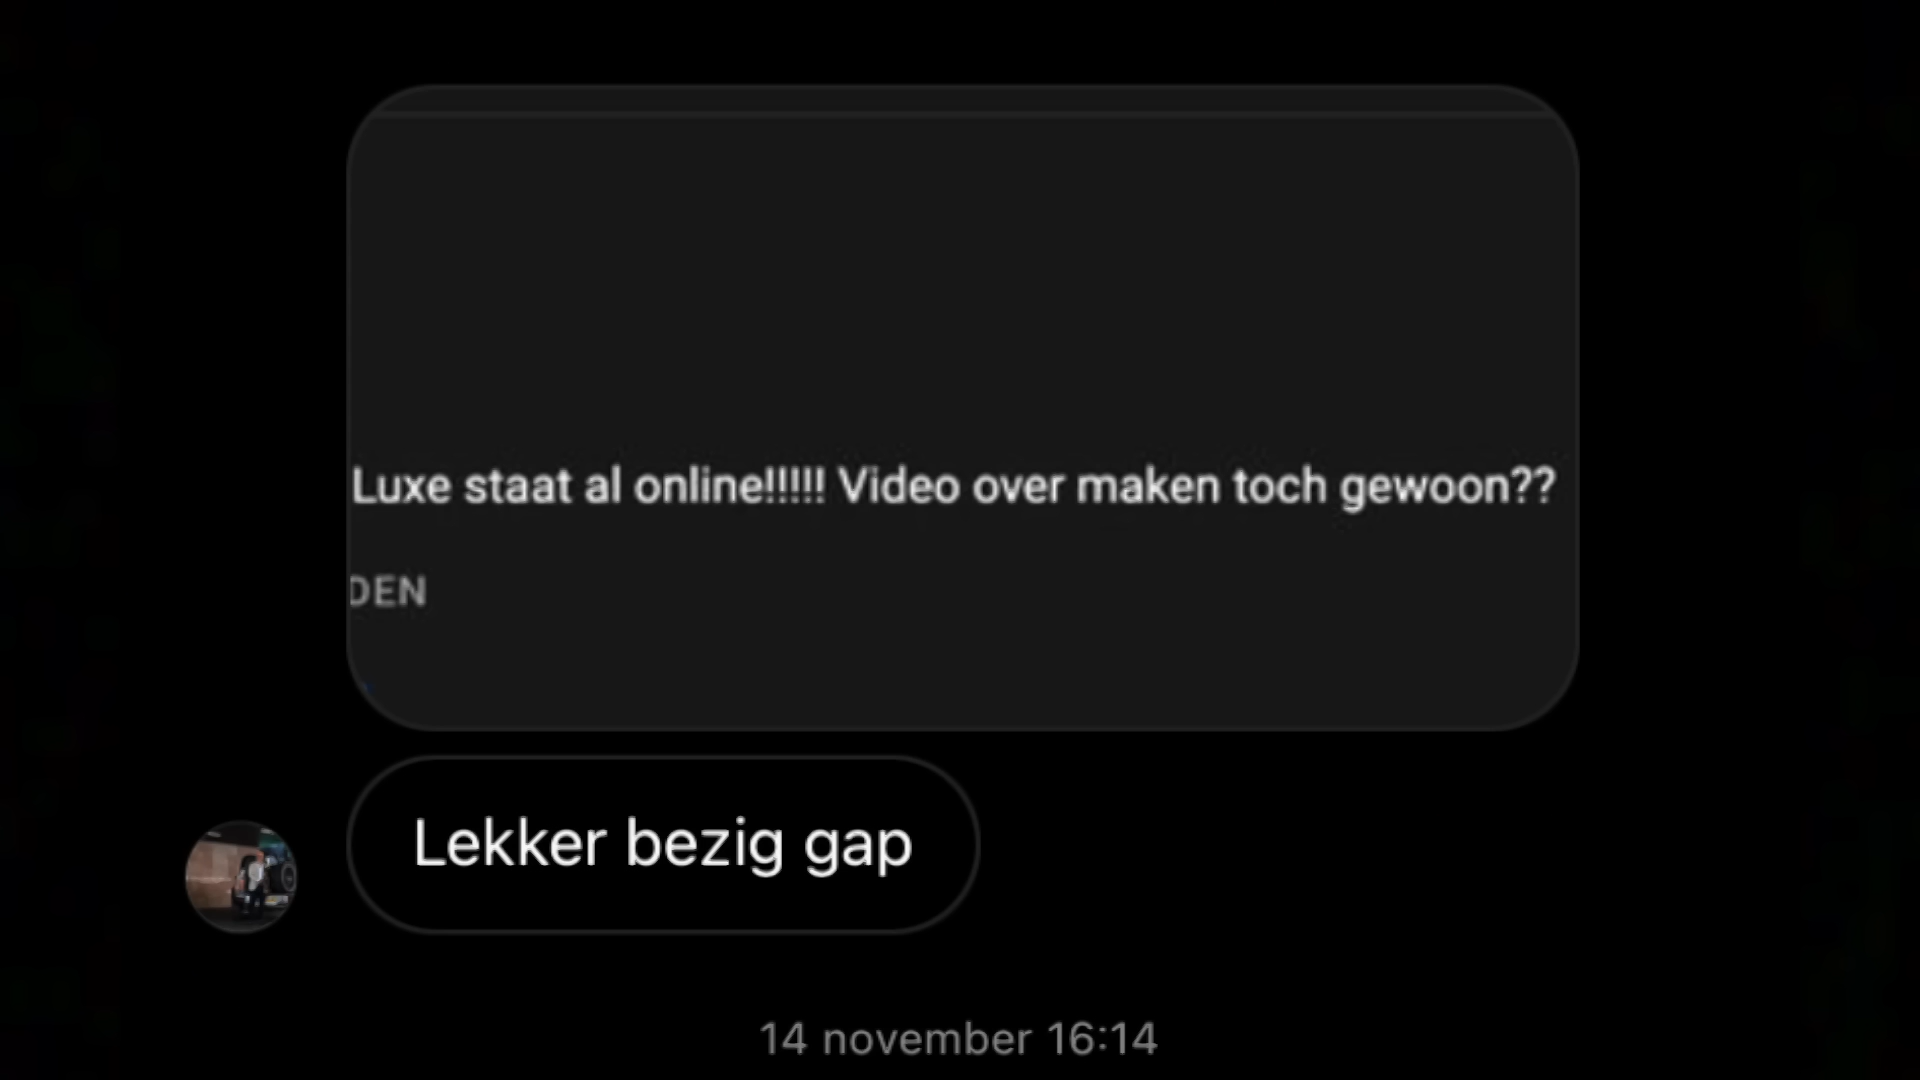 Luxe staat al online!!!!! Video over maken toch gewoon??
DEN
Lekker bezig gap
14 november 16:14